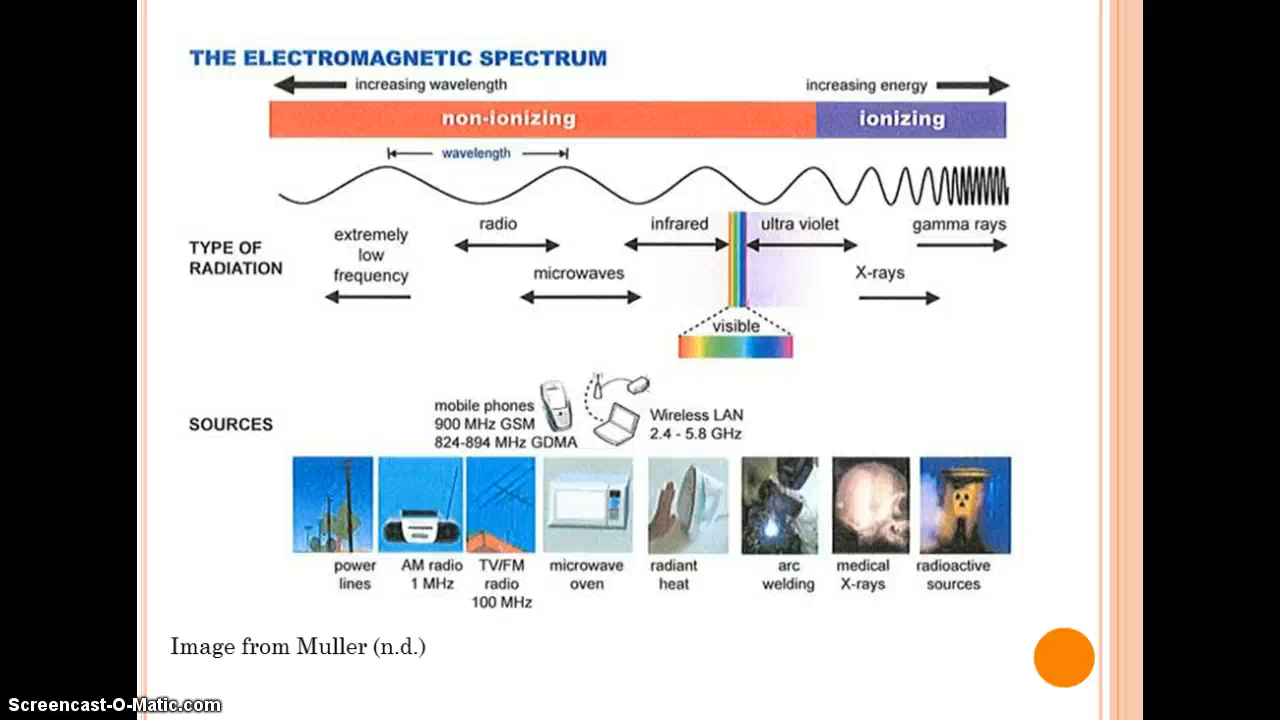 THE ELECTROMAGNETIC SPECTRUM
increasing wavelength
increasing energy
non-ionizing
ionizing
wavelength
TYPE OF
RADIATION
extremely
low
frequency
radio
microwaves
infrared
visible
ultra violet
X-rays
gamma rays
SOURCES
mobile phones
900 MHz GSM
824-894 MHz GDMA
Wireless LAN
2.4 - 5.8 GHz
power
lines
AM radio
1 MHz
TV/FM
radio
100 MHz
microwave
oven
radiant
heat
arc
welding
medical
X-rays
radioactive
sources
Image from Muller (n.d.)
Screencast-O-Matic.com